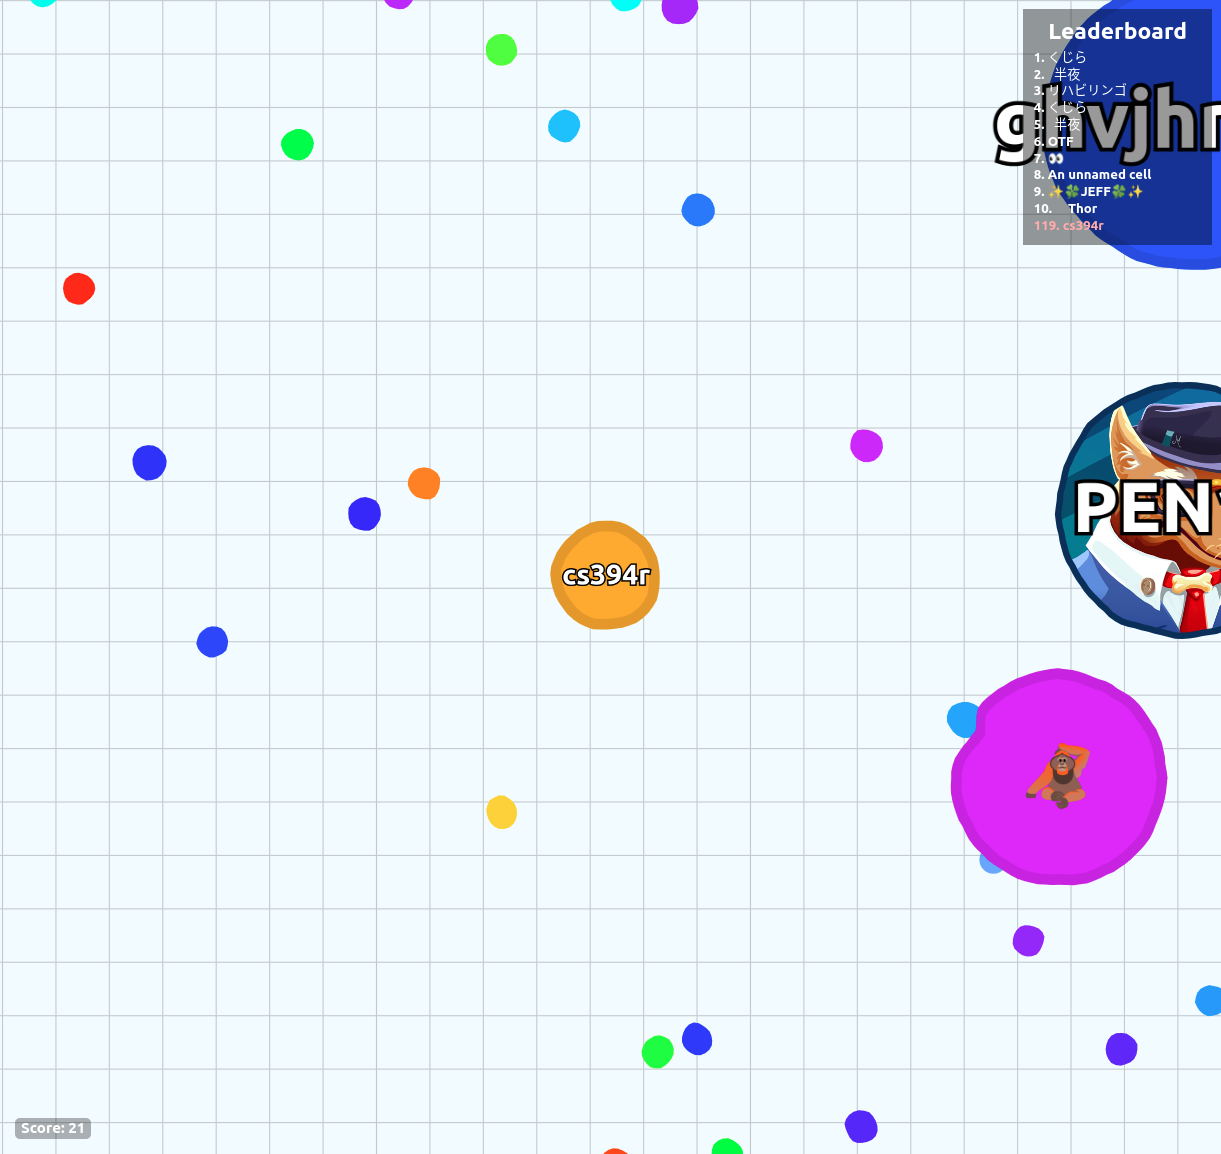 Leaderboard
1. くじら
2. 半夜
3. リハビリンゴ
4. くじら
5. 半夜
6. OTF
7. 👀
8. An unnamed cell
9. ✨🍀JEFF🍀✨
10. Thor
119. cs394r
cs394r
Score: 21